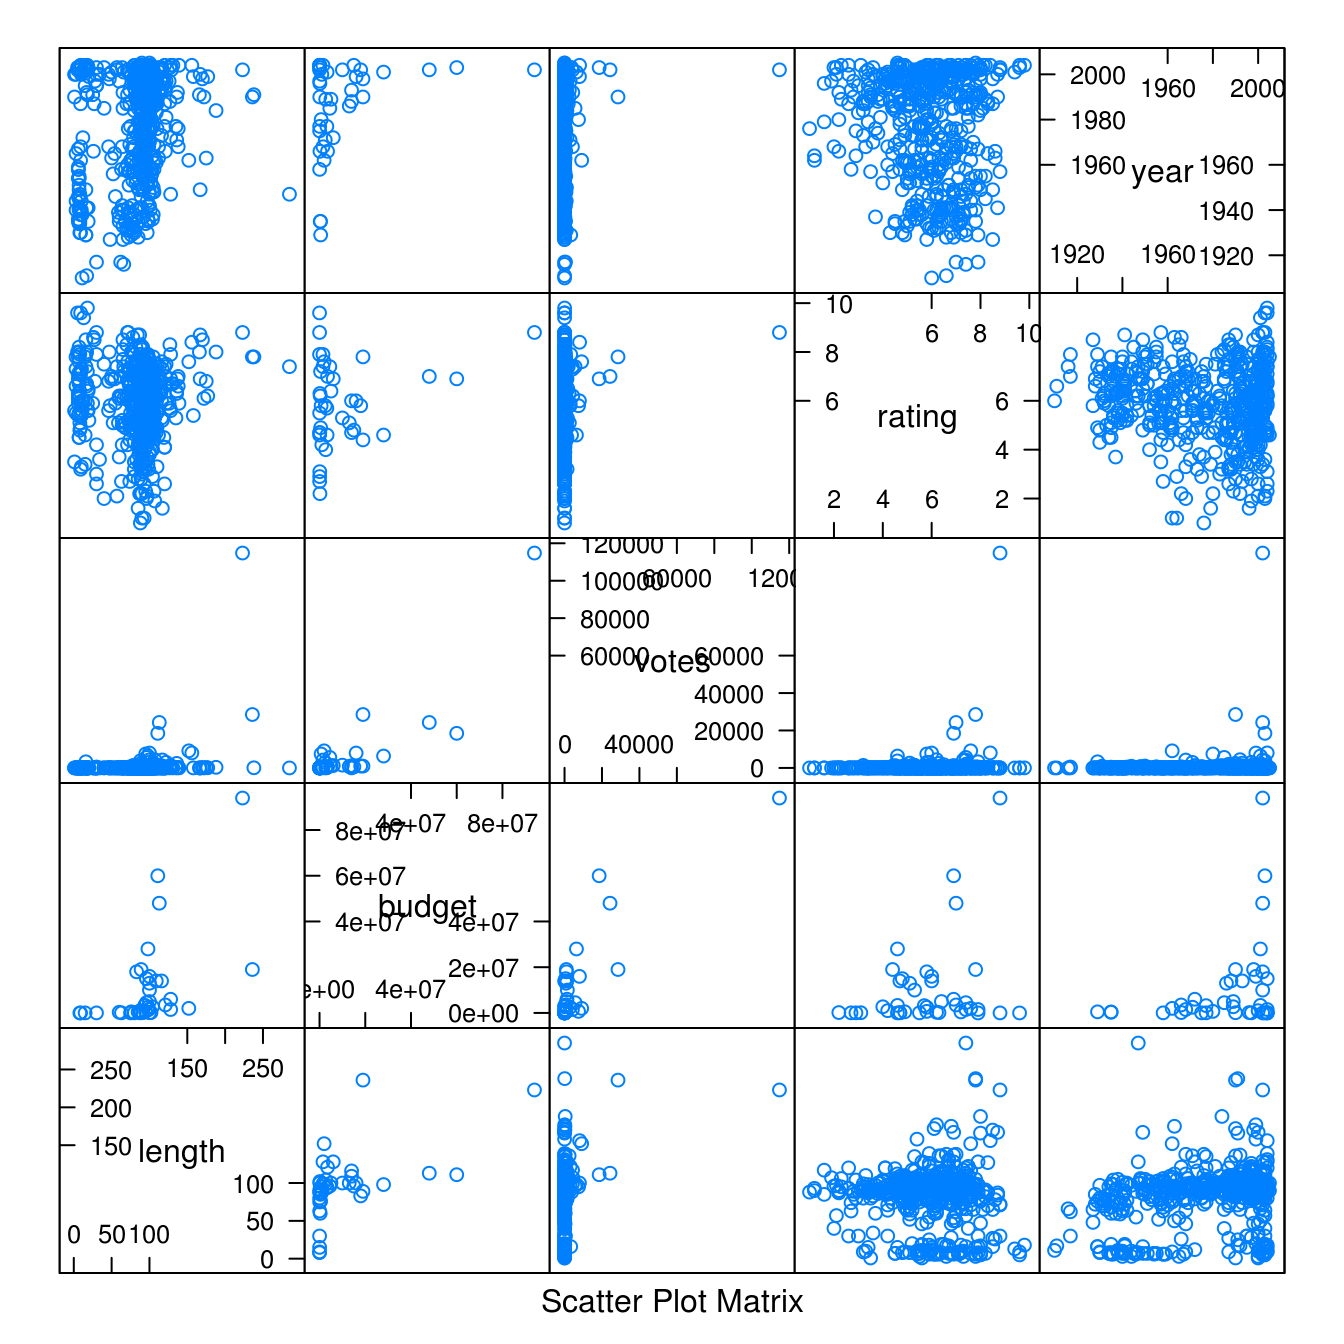 2000 1960 2000
1980
1960 year 1960
1940
1920 1960 1920
10
6 8 10
8
6 rating 6
4
2 4 6 2
120000
100000 60000
80000
60000 votes 60000
40000
0 40000 20000
0
8e+07 4e+07 8e+07
6e+07
budget
4e+07 4e+07
2e+07
4e+07
0e+00
250 150 250
200
150 length
100
50
0 50 100
0
Scatter Plot Matrix